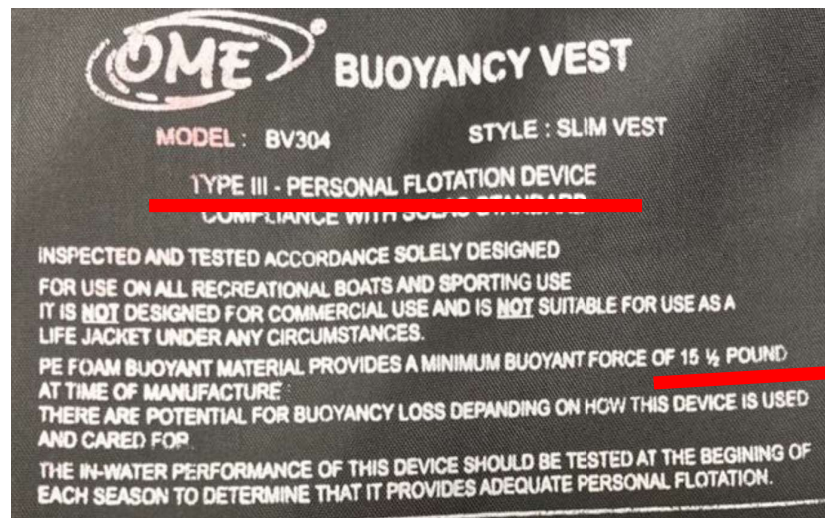 OME
BUOYANCY VEST
MODEL : BV304
STYLE : SLIM VEST
TYPE III - PERSONAL FLOTATION DEVICE
COMPLIANCE WITH SOLAS STANDARD
INSPECTED AND TESTED ACCORDANCE SOLELY DESIGNED
FOR USE ON ALL RECREATIONAL BOATS AND SPORTING USE
IT IS NOT DESIGNED FOR COMMERCIAL USE AND IS NOT SUITABLE FOR USE AS A
LIFE JACKET UNDER ANY CIRCUMSTANCES.
PE FOAM BUOYANT MATERIAL PROVIDES A MINIMUM BUOYANT FORCE OF 15 ½ POUND
AT TIME OF MANUFACTURE
THERE ARE POTENTIAL FOR BUOYANCY LOSS DEPANDING ON HOW THIS DEVICE IS USED
AND CARED FOR
THE IN-WATER PERFORMANCE OF THIS DEVICE SHOULD BE TESTED AT THE BEGINING OF
EACH SEASON TO DETERMINE THAT IT PROVIDES ADEQUATE PERSONAL FLOTATION.